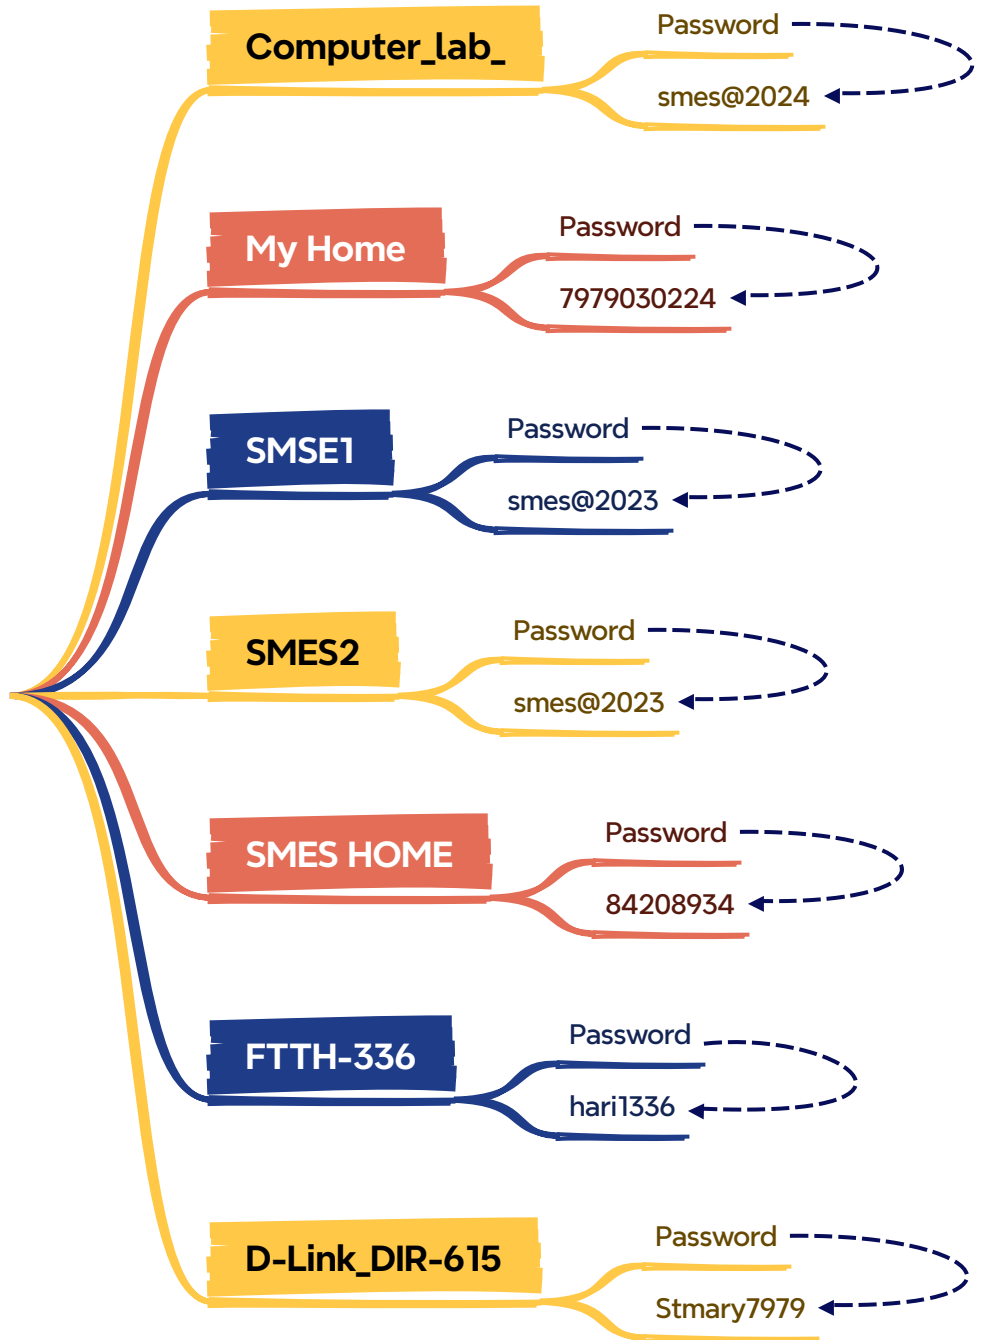 Computer_lab_
Password
smes@2024
My Home
Password
7979030224
SMSE1
Password
smes@2023
SMES2
Password
smes@2023
SMES HOME
Password
84208934
FTTH-336
Password
hari1336
D-Link_DIR-615
Password
Stmary7979